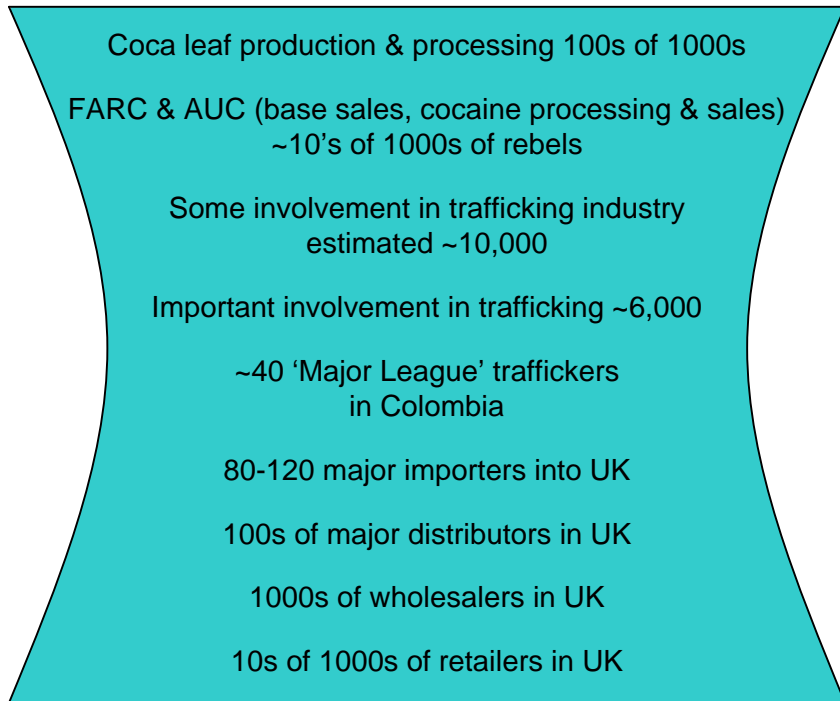 Coca leaf production & processing 100s of 1000s
FARC & AUC (base sales, cocaine processing & sales)
~10’s of 1000s of rebels
Some involvement in trafficking industry
estimated ~10,000
Important involvement in trafficking ~6,000
~40 ‘Major League’ traffickers
in Colombia
80-120 major importers into UK
100s of major distributors in UK
1000s of wholesalers in UK
10s of 1000s of retailers in UK